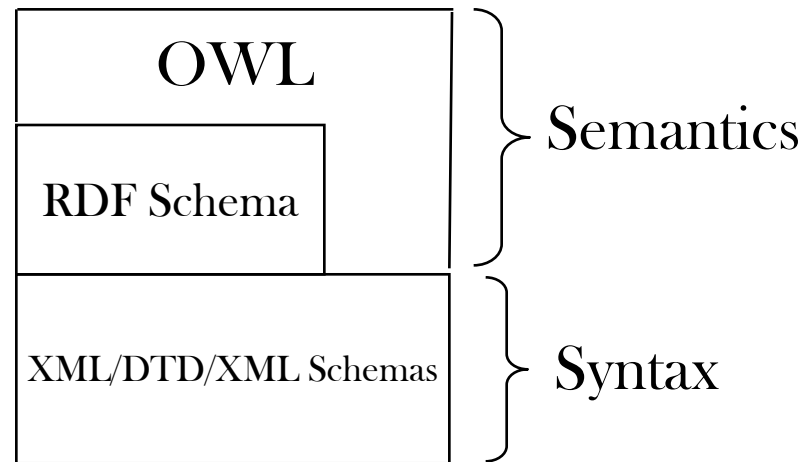 OWL
Semantics
RDF Schema
XML/DTD/XML Schemas
Syntax